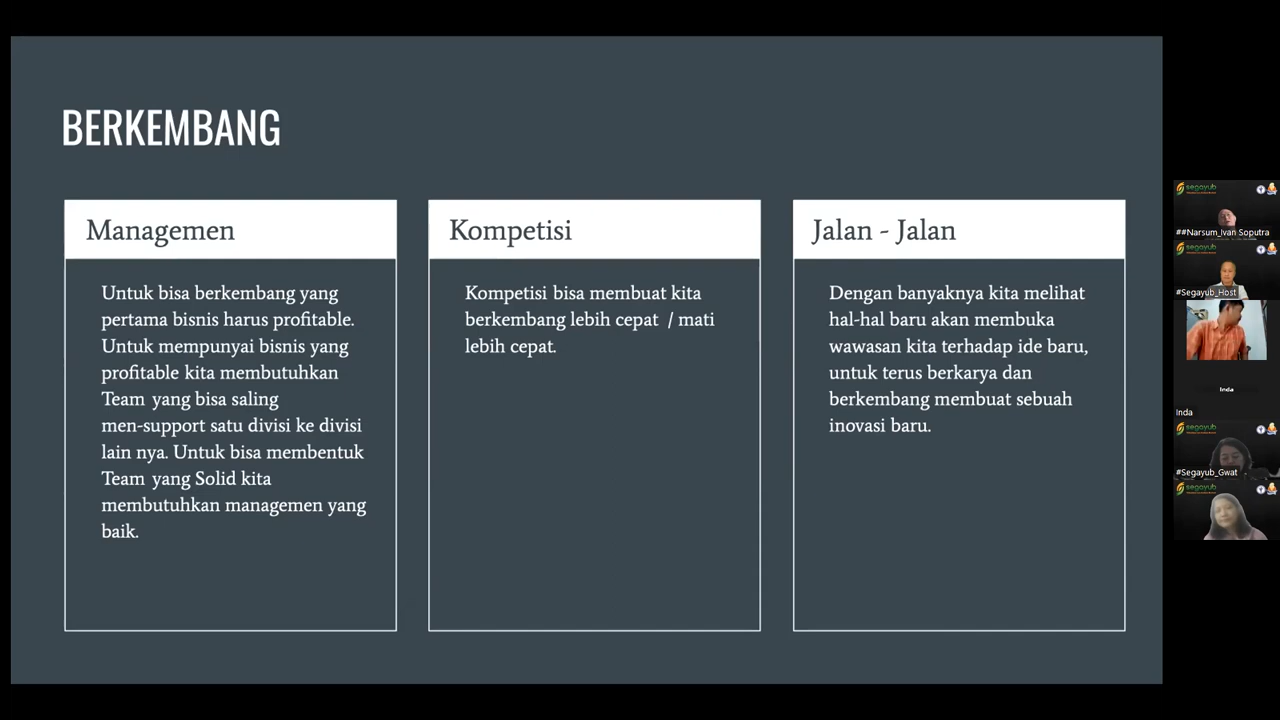 BERKEMBANG
Managemen
Untuk bisa berkembang yang
pertama bisnis harus profitable.
Untuk mempunyai bisnis yang
profitable kita membutuhkan
Team yang bisa saling
men-support satu divisi ke divisi
lain nya. Untuk bisa membentuk
Team yang Solid kita
membutuhkan managemen yang
baik.
Kompetisi
Kompetisi bisa membuat kita
berkembang lebih cepat / mati
lebih cepat.
Jalan - Jalan
Dengan banyaknya kita melihat
hal-hal baru akan membuka
wawasan kita terhadap ide baru,
untuk terus berkarya dan
berkembang membuat sebuah
inovasi baru.
segayub
##Narsum_Ivan Soputra
segayub
#Segayub_Host
Inda
Inda
segayub
#Segayub_Gwat
segayub